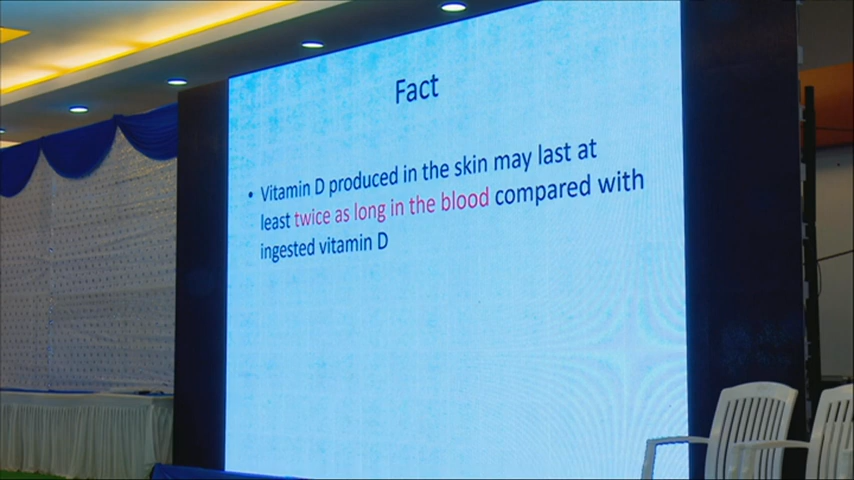 Fact
• Vitamin D produced in the skin may last at
least twice as long in the blood compared with
ingested vitamin D